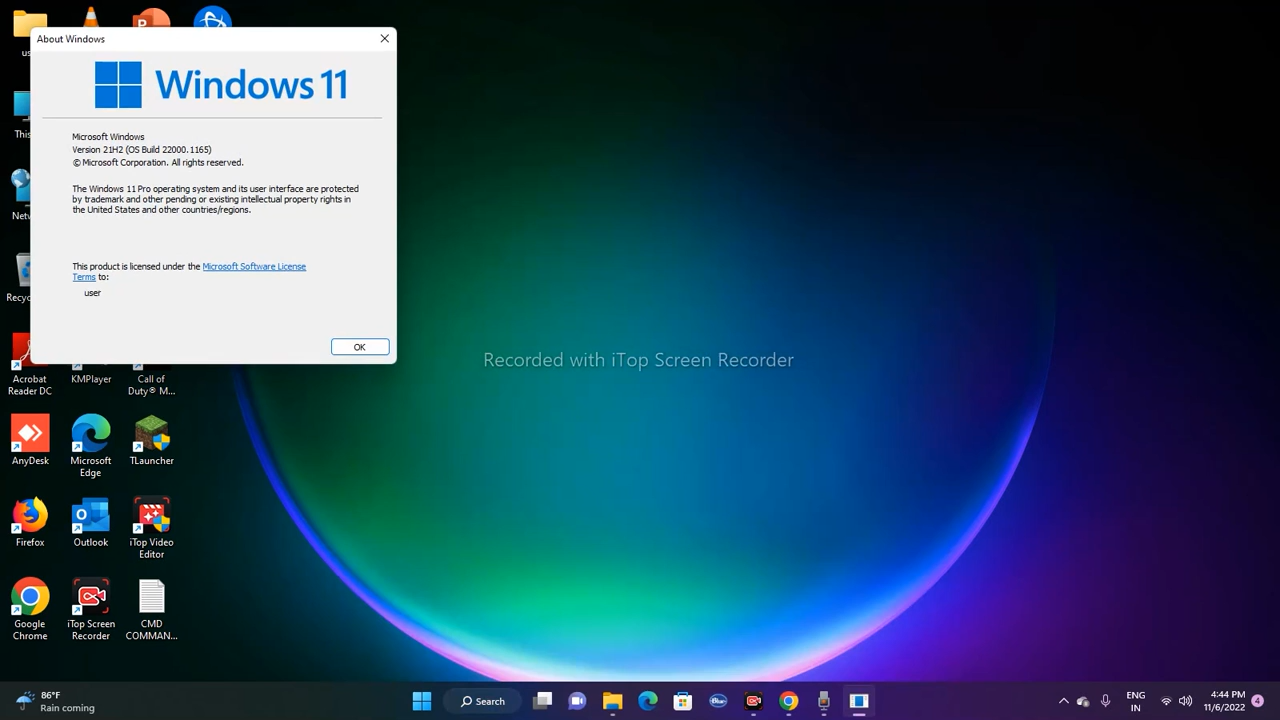 About Windows
Windows 11
Microsoft Windows
Version 21H2 (OS Build 22000.1165)
© Microsoft Corporation. All rights reserved.
The Windows 11 Pro operating system and its user interface are protected
by trademark and other pending or existing intellectual property rights in
the United States and other countries/regions.
This product is licensed under the Microsoft Software License
Terms to:
user
OK
Recorded with iTop Screen Recorder
Acrobat
Reader DC
KMPlayer
Call of
Duty® M...
AnyDesk
Microsoft
Edge
TLauncher
Firefox
Outlook
iTop Video
Editor
Google
Chrome
iTop Screen
Recorder
CMD
COMMAN...
86°F
Rain coming
Search
ENG
IN
4:44 PM
11/6/2022
4